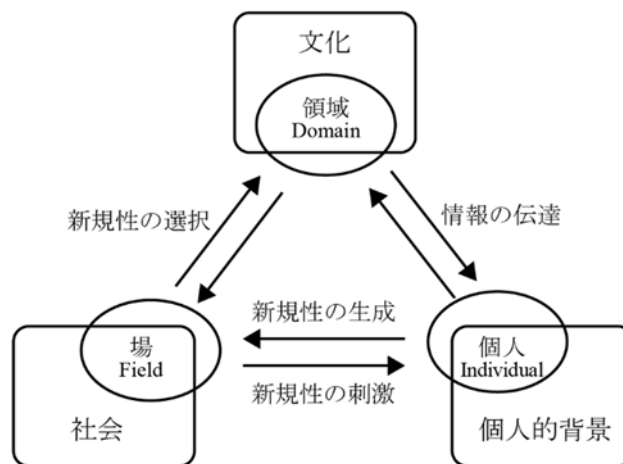 文化
領域
Domain
新規性の選択
情報の伝達
新規性の生成
場
Field
個人
Individual
新規性の刺激
社会
個人的背景